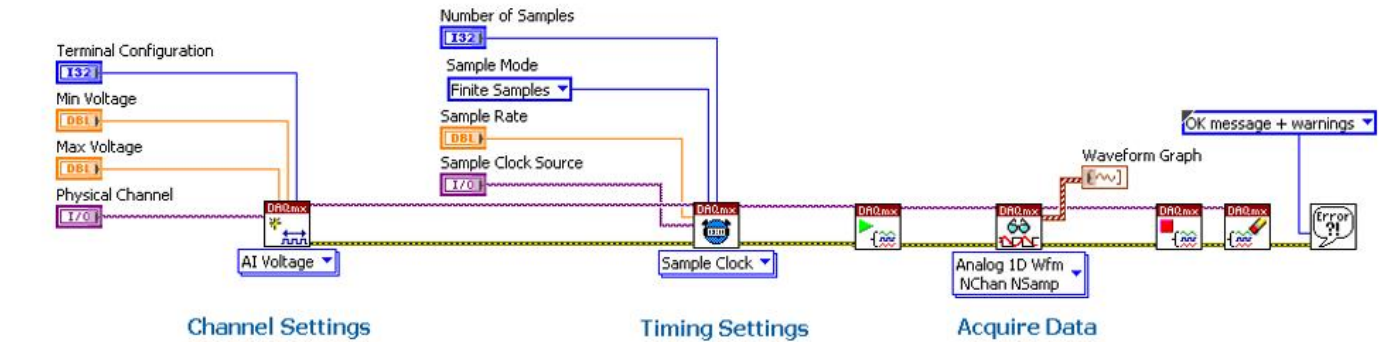 Number of Samples
I32
Terminal Configuration
I32
Sample Mode
Finite Samples
Min Voltage
DBL
Sample Rate
DBL
OK message + warnings
Max Voltage
DBL
Sample Clock Source
I/O
Waveform Graph
Physical Channel
I/O
DAQmx
DAQmx
DAQmx
DAQmx
DAQmx
DAQmx
Error
?!
AI Voltage
Sample Clock
Analog 1D Wfm
NChan NSamp
Channel Settings
Timing Settings
Acquire Data